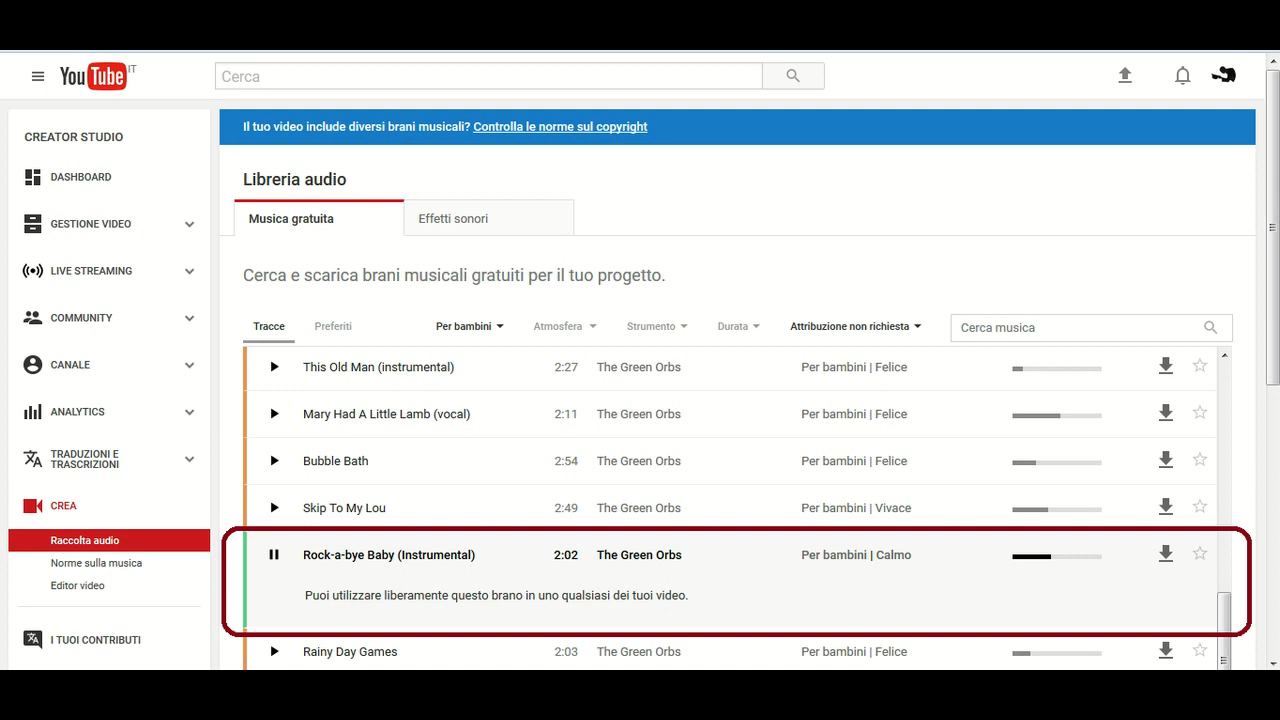 YouTube IT
Cerca
CREATOR STUDIO
DASHBOARD
GESTIONE VIDEO
LIVE STREAMING
COMMUNITY
CANALE
ANALYTICS
TRADUZIONI E
TRASCRIZIONI
CREA
Raccolta audio
Norme sulla musica
Editor video
I TUOI CONTRIBUTI
Il tuo video include diversi brani musicali? Controlla le norme sul copyright
Libreria audio
Musica gratuita Effetti sonori
Cerca e scarica brani musicali gratuiti per il tuo progetto.
Tracce Preferiti Per bambini Atmosfera Strumento Durata Attribuzione non richiesta Cerca musica
This Old Man (instrumental) 2:27 The Green Orbs Per bambini | Felice
Mary Had A Little Lamb (vocal) 2:11 The Green Orbs Per bambini | Felice
Bubble Bath 2:54 The Green Orbs Per bambini | Felice
Skip To My Lou 2:49 The Green Orbs Per bambini | Vivace
Rock-a-bye Baby (Instrumental) 2:02 The Green Orbs Per bambini | Calmo
Puoi utilizzare liberamente questo brano in uno qualsiasi dei tuoi video.
Rainy Day Games 2:03 The Green Orbs Per bambini | Felice